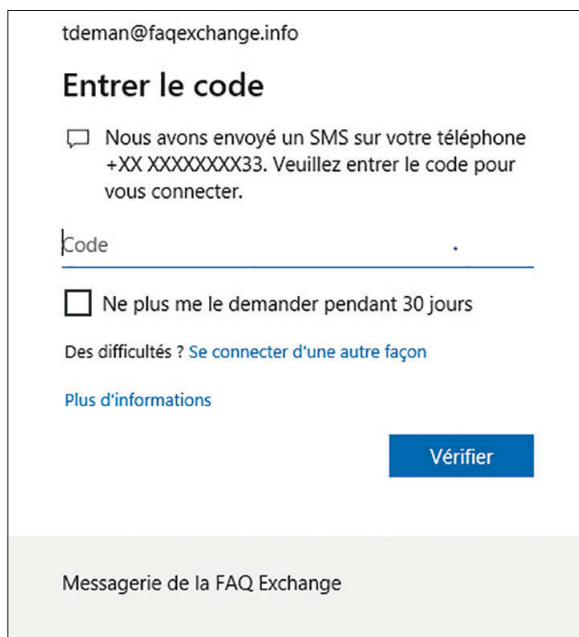 tdeman@faqexchange.info
Entrer le code
Nous avons envoyé un SMS sur votre téléphone
+XX XXXXXXXX33. Veuillez entrer le code pour
vous connecter.
Code
Ne plus me le demander pendant 30 jours
Des difficultés ? Se connecter d'une autre façon
Plus d'informations
Vérifier
Messagerie de la FAQ Exchange